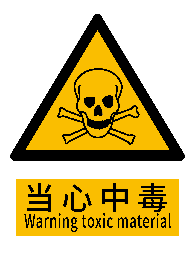 当心中毒
Warning toxic material